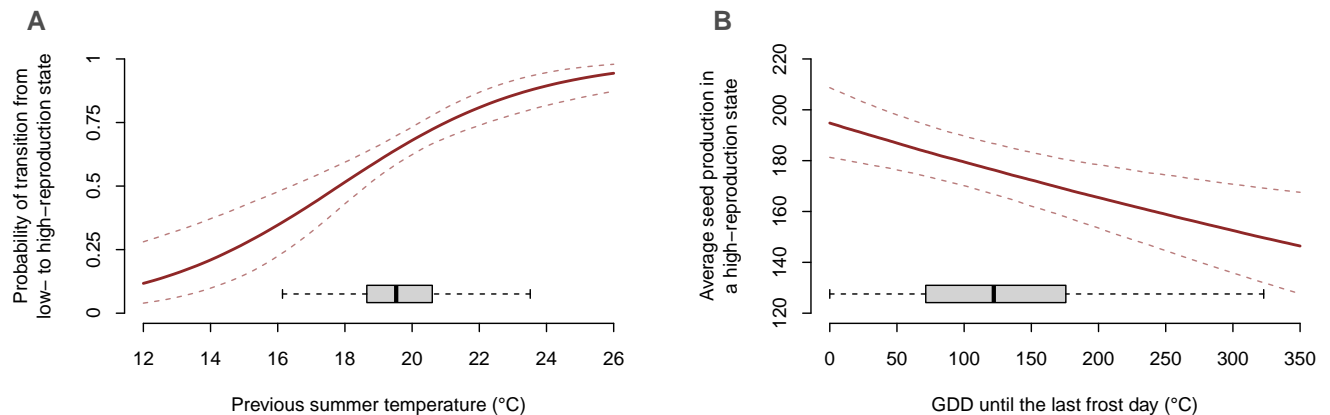 A
Probability of transition from
low− to high−reproduction state
0 0.25 0.5 0.75 1
12 14 16 18 20 22 24 26
Previous summer temperature (°C)
B
Average seed production in
a high−reproduction state
120 140 160 180 200 220
0 50 100 150 200 250 300 350
GDD until the last frost day (°C)